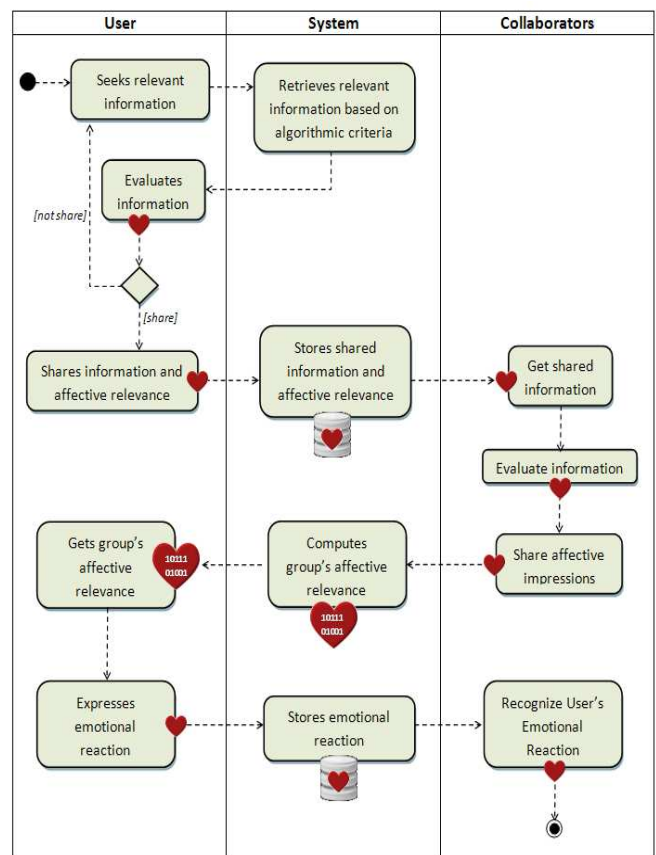 User
System
Collaborators
Seeks relevant
information
Retrieves relevant
information based on
algorithmic criteria
Evaluates
information
[not share]
[share]
Shares information and
affective relevance
Stores shared
information and
affective relevance
Get shared
information
Evaluate information
Share affective
impressions
Computes
group's affective
relevance
10111
01001
Gets group's
affective
relevance
10111
01001
Expresses
emotional
reaction
Stores emotional
reaction
Recognize User's
Emotional
Reaction